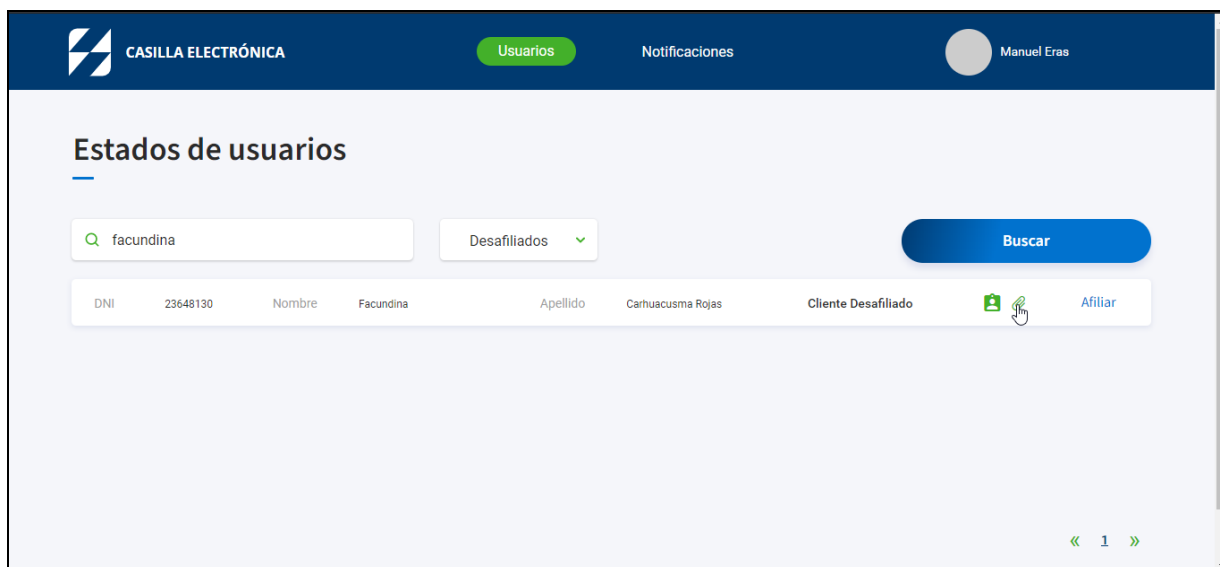 CASILLA ELECTRÓNICA Usuarios Notificaciones Manuel Eras
Estados de usuarios
facundina Desafiliados Buscar
DNI 23648130 Nombre Facundina Apellido Carhuacusma Rojas Cliente Desafiliado Afiliar
« 1 »